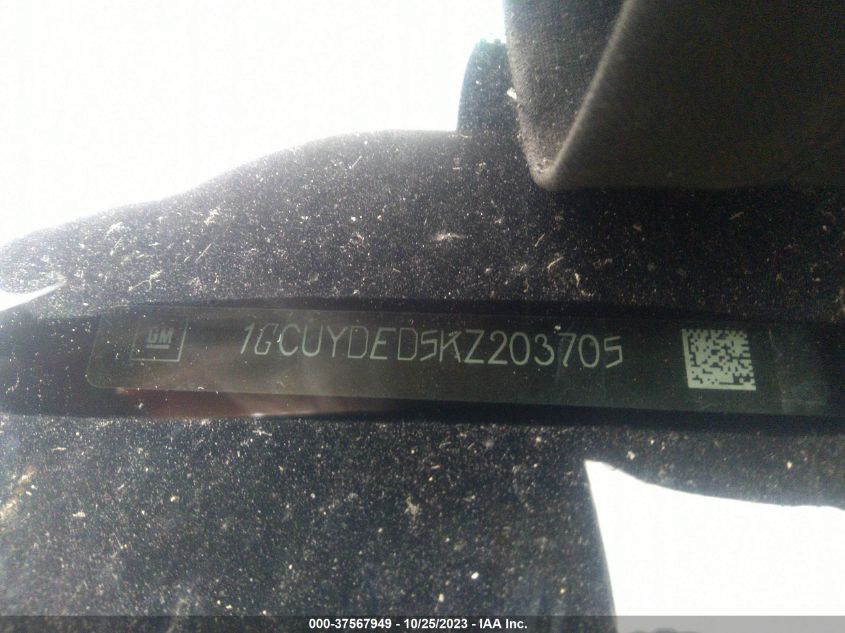 GM 1GCUYDED5KZ203705
000-37567949 - 10/25/2023 - IAA Inc.